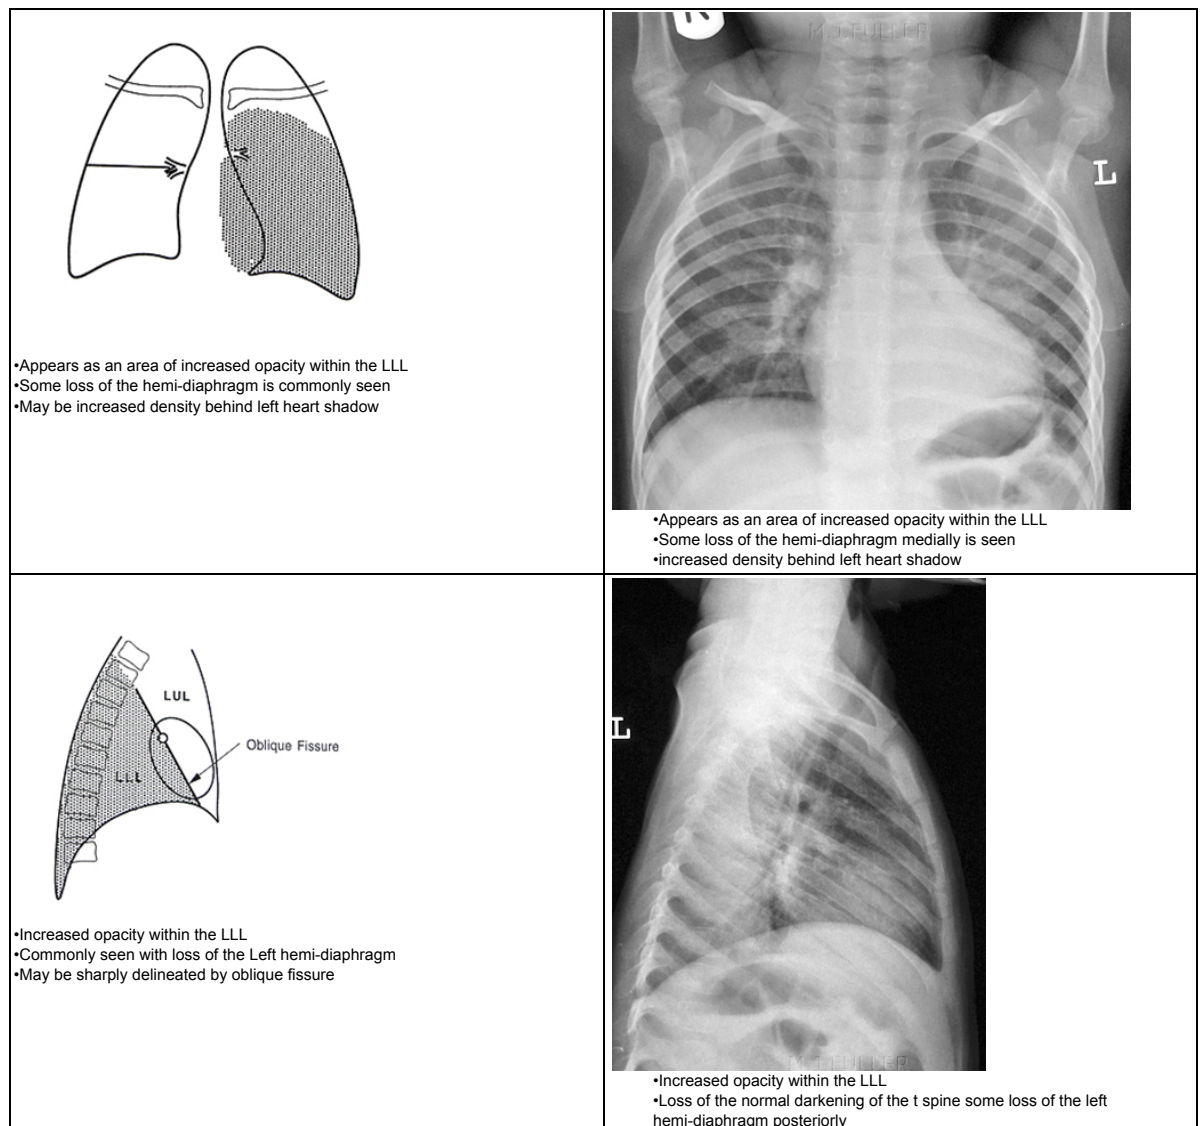 R
M.J.FULLER
L
•Appears as an area of increased opacity within the LLL
•Some loss of the hemi-diaphragm is commonly seen
•May be increased density behind left heart shadow
•Appears as an area of increased opacity within the LLL
•Some loss of the hemi-diaphragm medially is seen
•increased density behind left heart shadow
LUL
Oblique Fissure
LLL
•Increased opacity within the LLL
•Commonly seen with loss of the Left hemi-diaphragm
•May be sharply delineated by oblique fissure
L
M.J.FULLER
•Increased opacity within the LLL
•Loss of the normal darkening of the t spine some loss of the left
hemi-diaphragm posteriorly